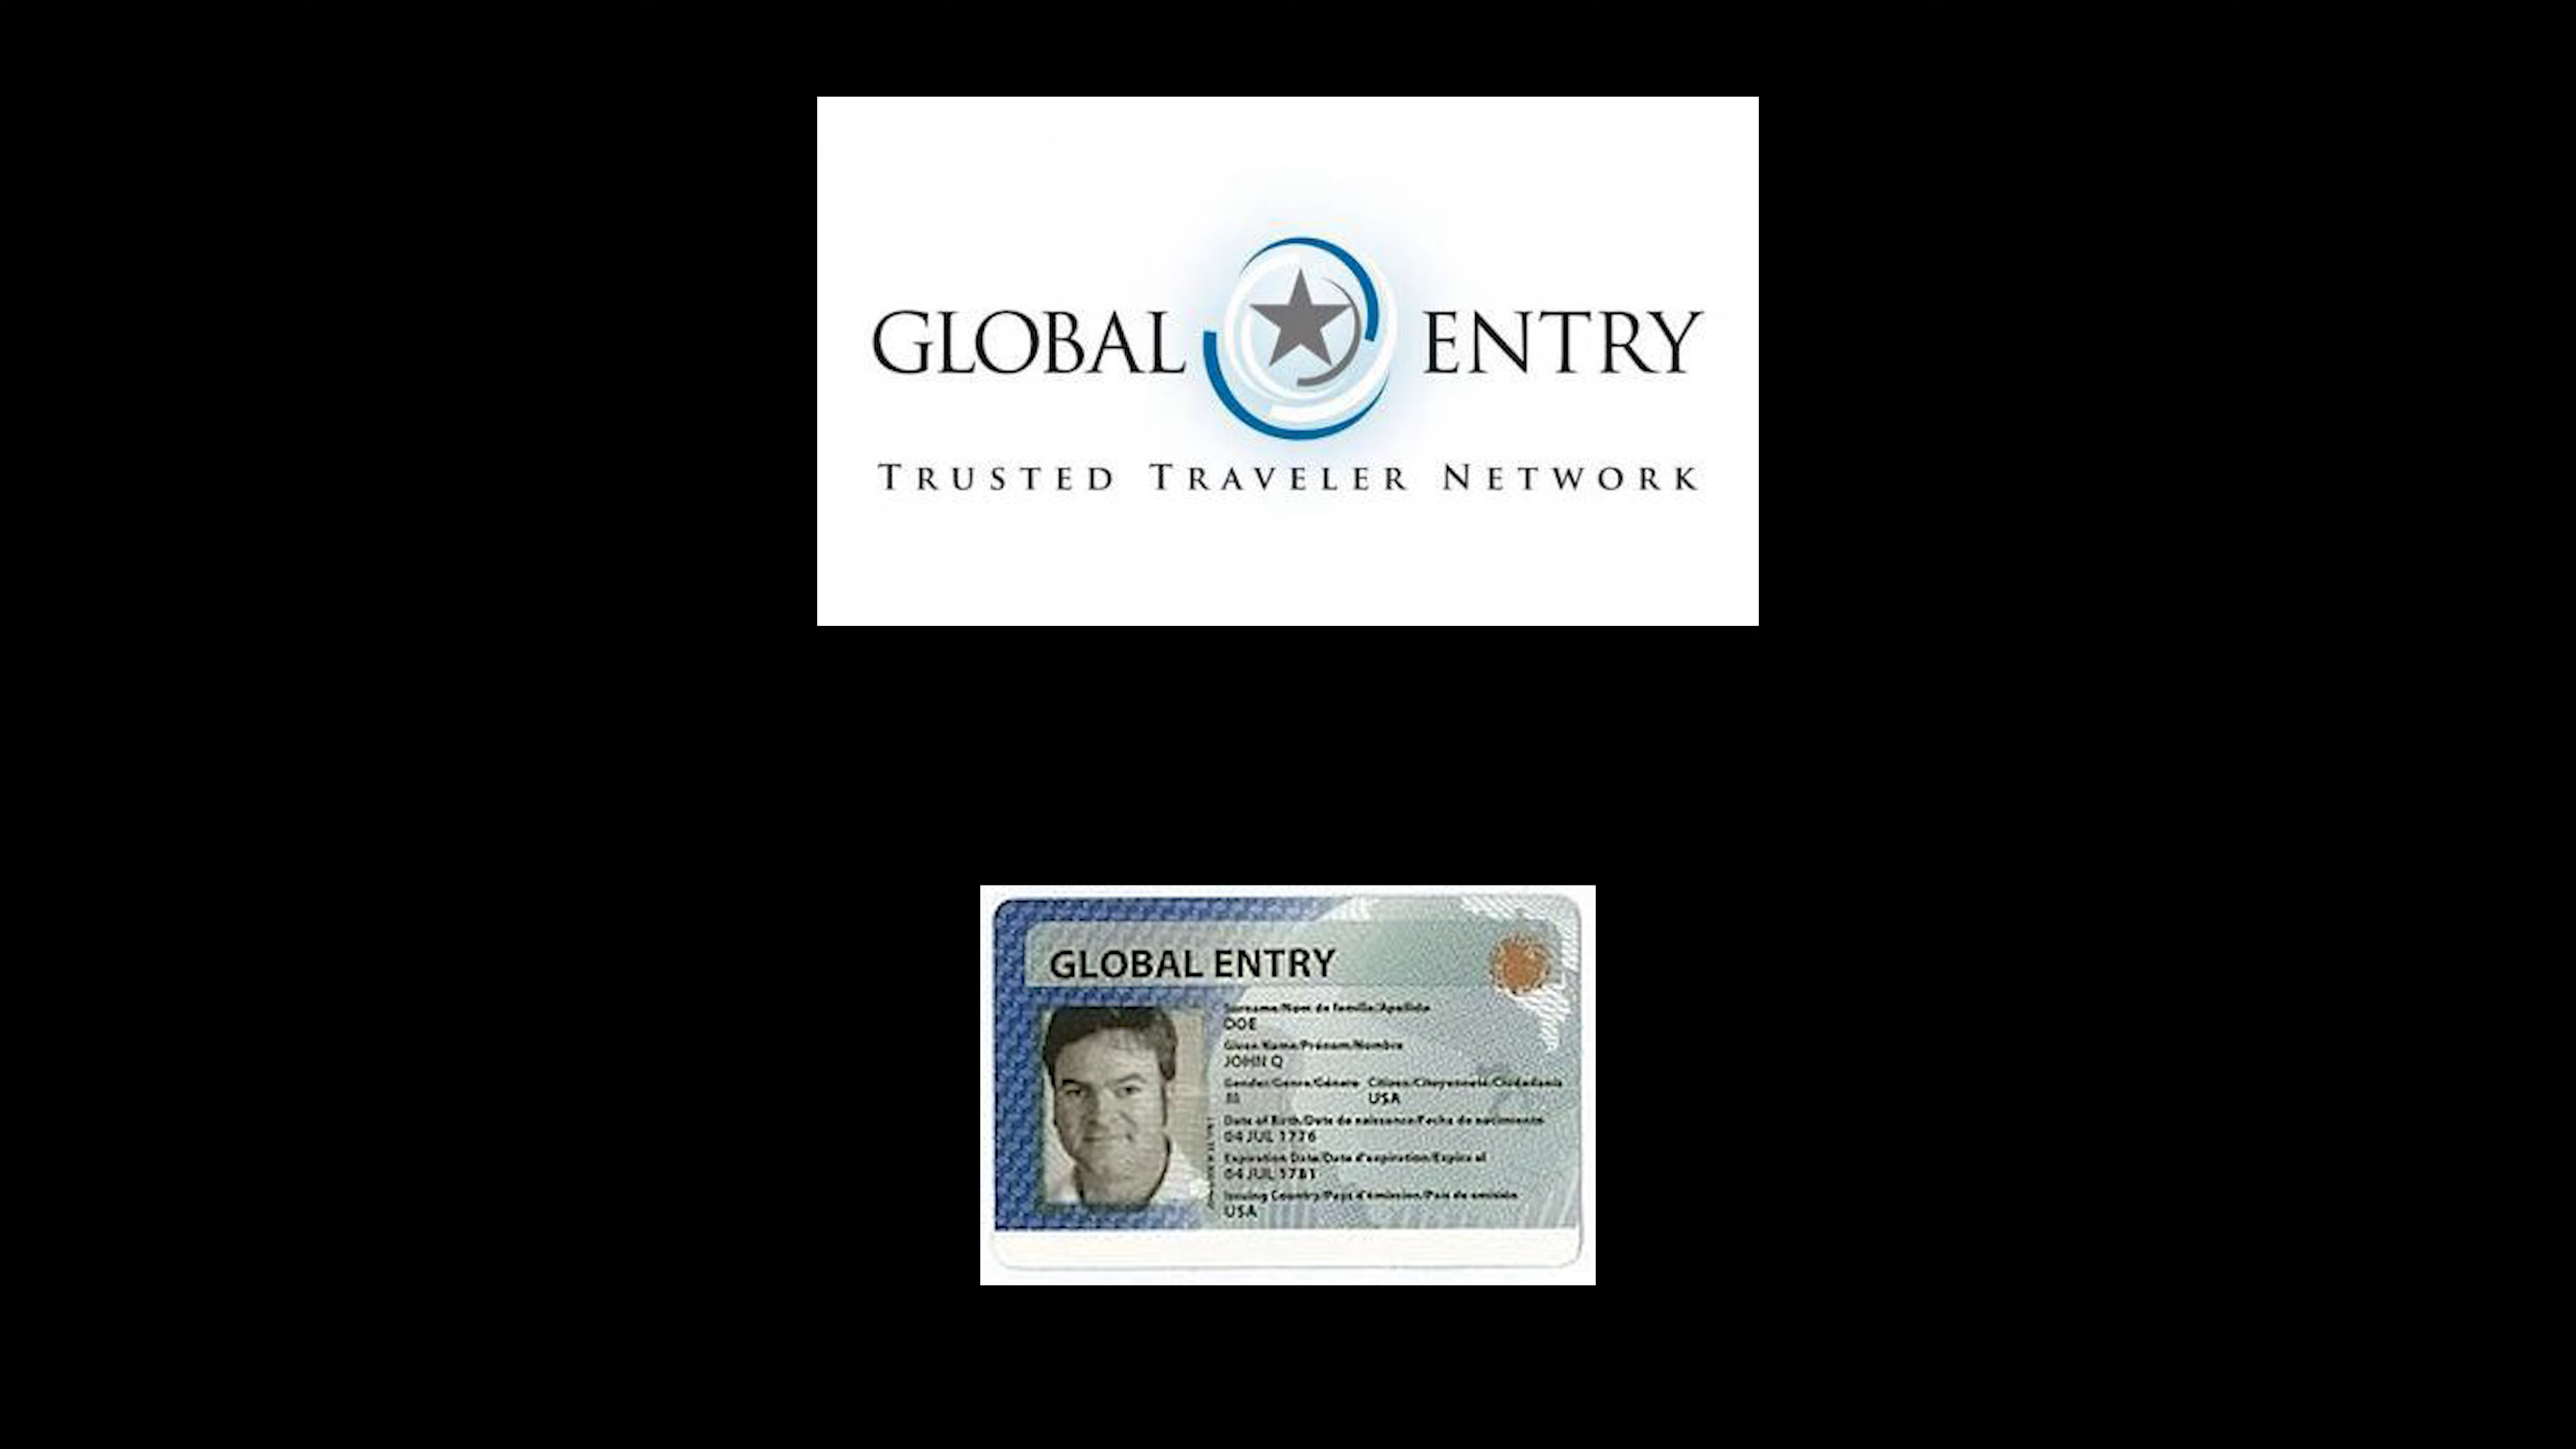 GLOBAL ENTRY
TRUSTED TRAVELER NETWORK
GLOBAL ENTRY
Surname/Nom de famille/Apellido
DOE
Given Name/Prénom/Nombre
JOHN Q
Gender/Genre/Género Citizen/Citoyenneté/Ciudadanía
USA
Date of Birth/Date de naissance/Fecha de nacimiento
04 JUL 1776
Expiration Date/Date d'expiration/Expira el
04 JUL 1781
Issuing Country/Pays d'émission/País de emisión
USA